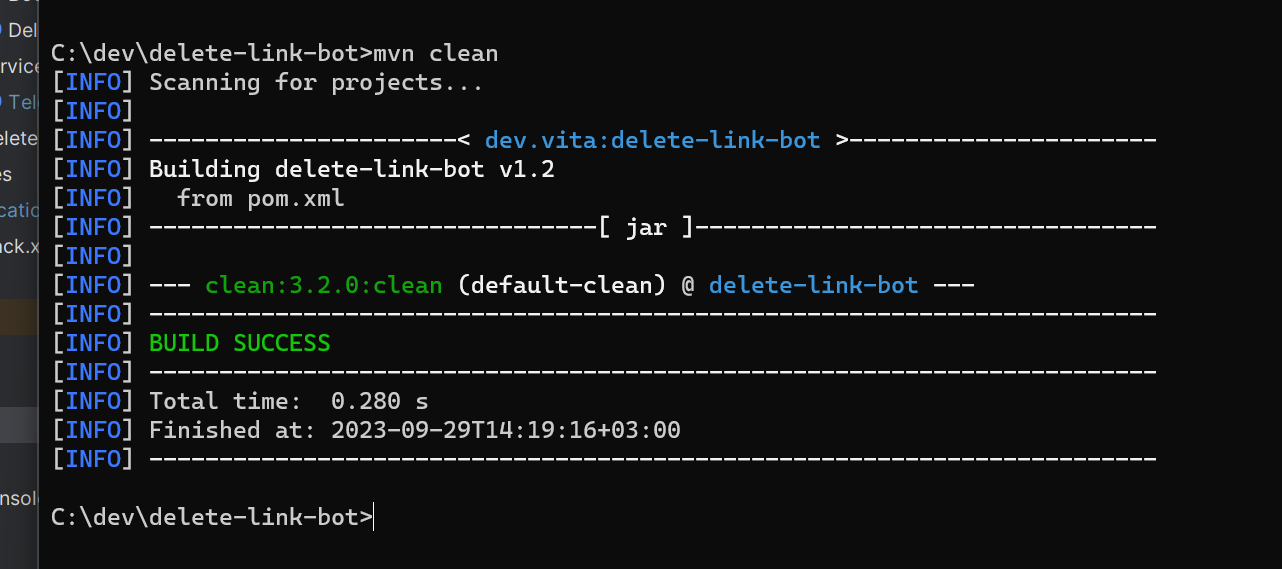 Del
C:\dev\delete-link-bot>mvn clean
[INFO] Scanning for projects...
[INFO]
[INFO] ----------------------< dev.vita:delete-link-bot >----------------------
[INFO] Building delete-link-bot v1.2
[INFO]   from pom.xml
[INFO] --------------------------------[ jar ]---------------------------------
[INFO]
[INFO] --- clean:3.2.0:clean (default-clean) @ delete-link-bot ---
[INFO] ------------------------------------------------------------------------
[INFO] BUILD SUCCESS
[INFO] ------------------------------------------------------------------------
[INFO] Total time:  0.280 s
[INFO] Finished at: 2023-09-29T14:19:16+03:00
[INFO] ------------------------------------------------------------------------
C:\dev\delete-link-bot>